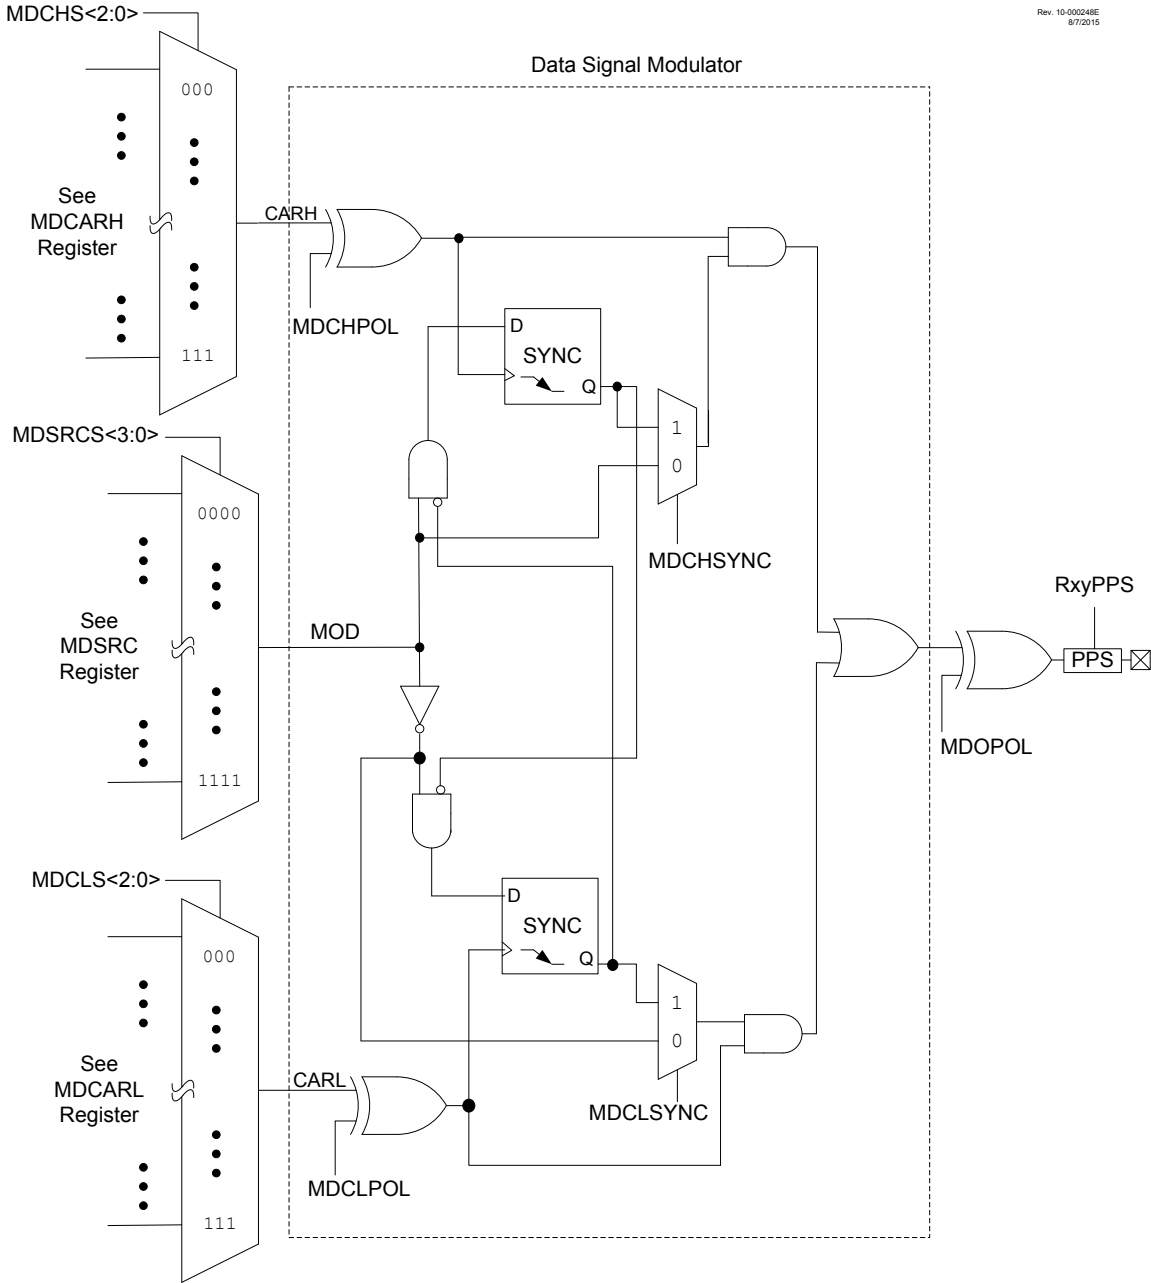 MDCHS<2:0>
Rev. 10-000248E
8/7/2015
Data Signal Modulator
000
See
MDCARH
Register
CARH
111
MDCHPOL
D
SYNC
Q
1
0
MDCHSYNC
MDSRCS<3:0>
0000
See
MDSRC
Register
MOD
1111
RxyPPS
PPS
MDOPOL
MDCLS<2:0>
000
D
SYNC
Q
1
0
See
MDCARL
Register
CARL
MDCLSYNC
MDCLPOL
111